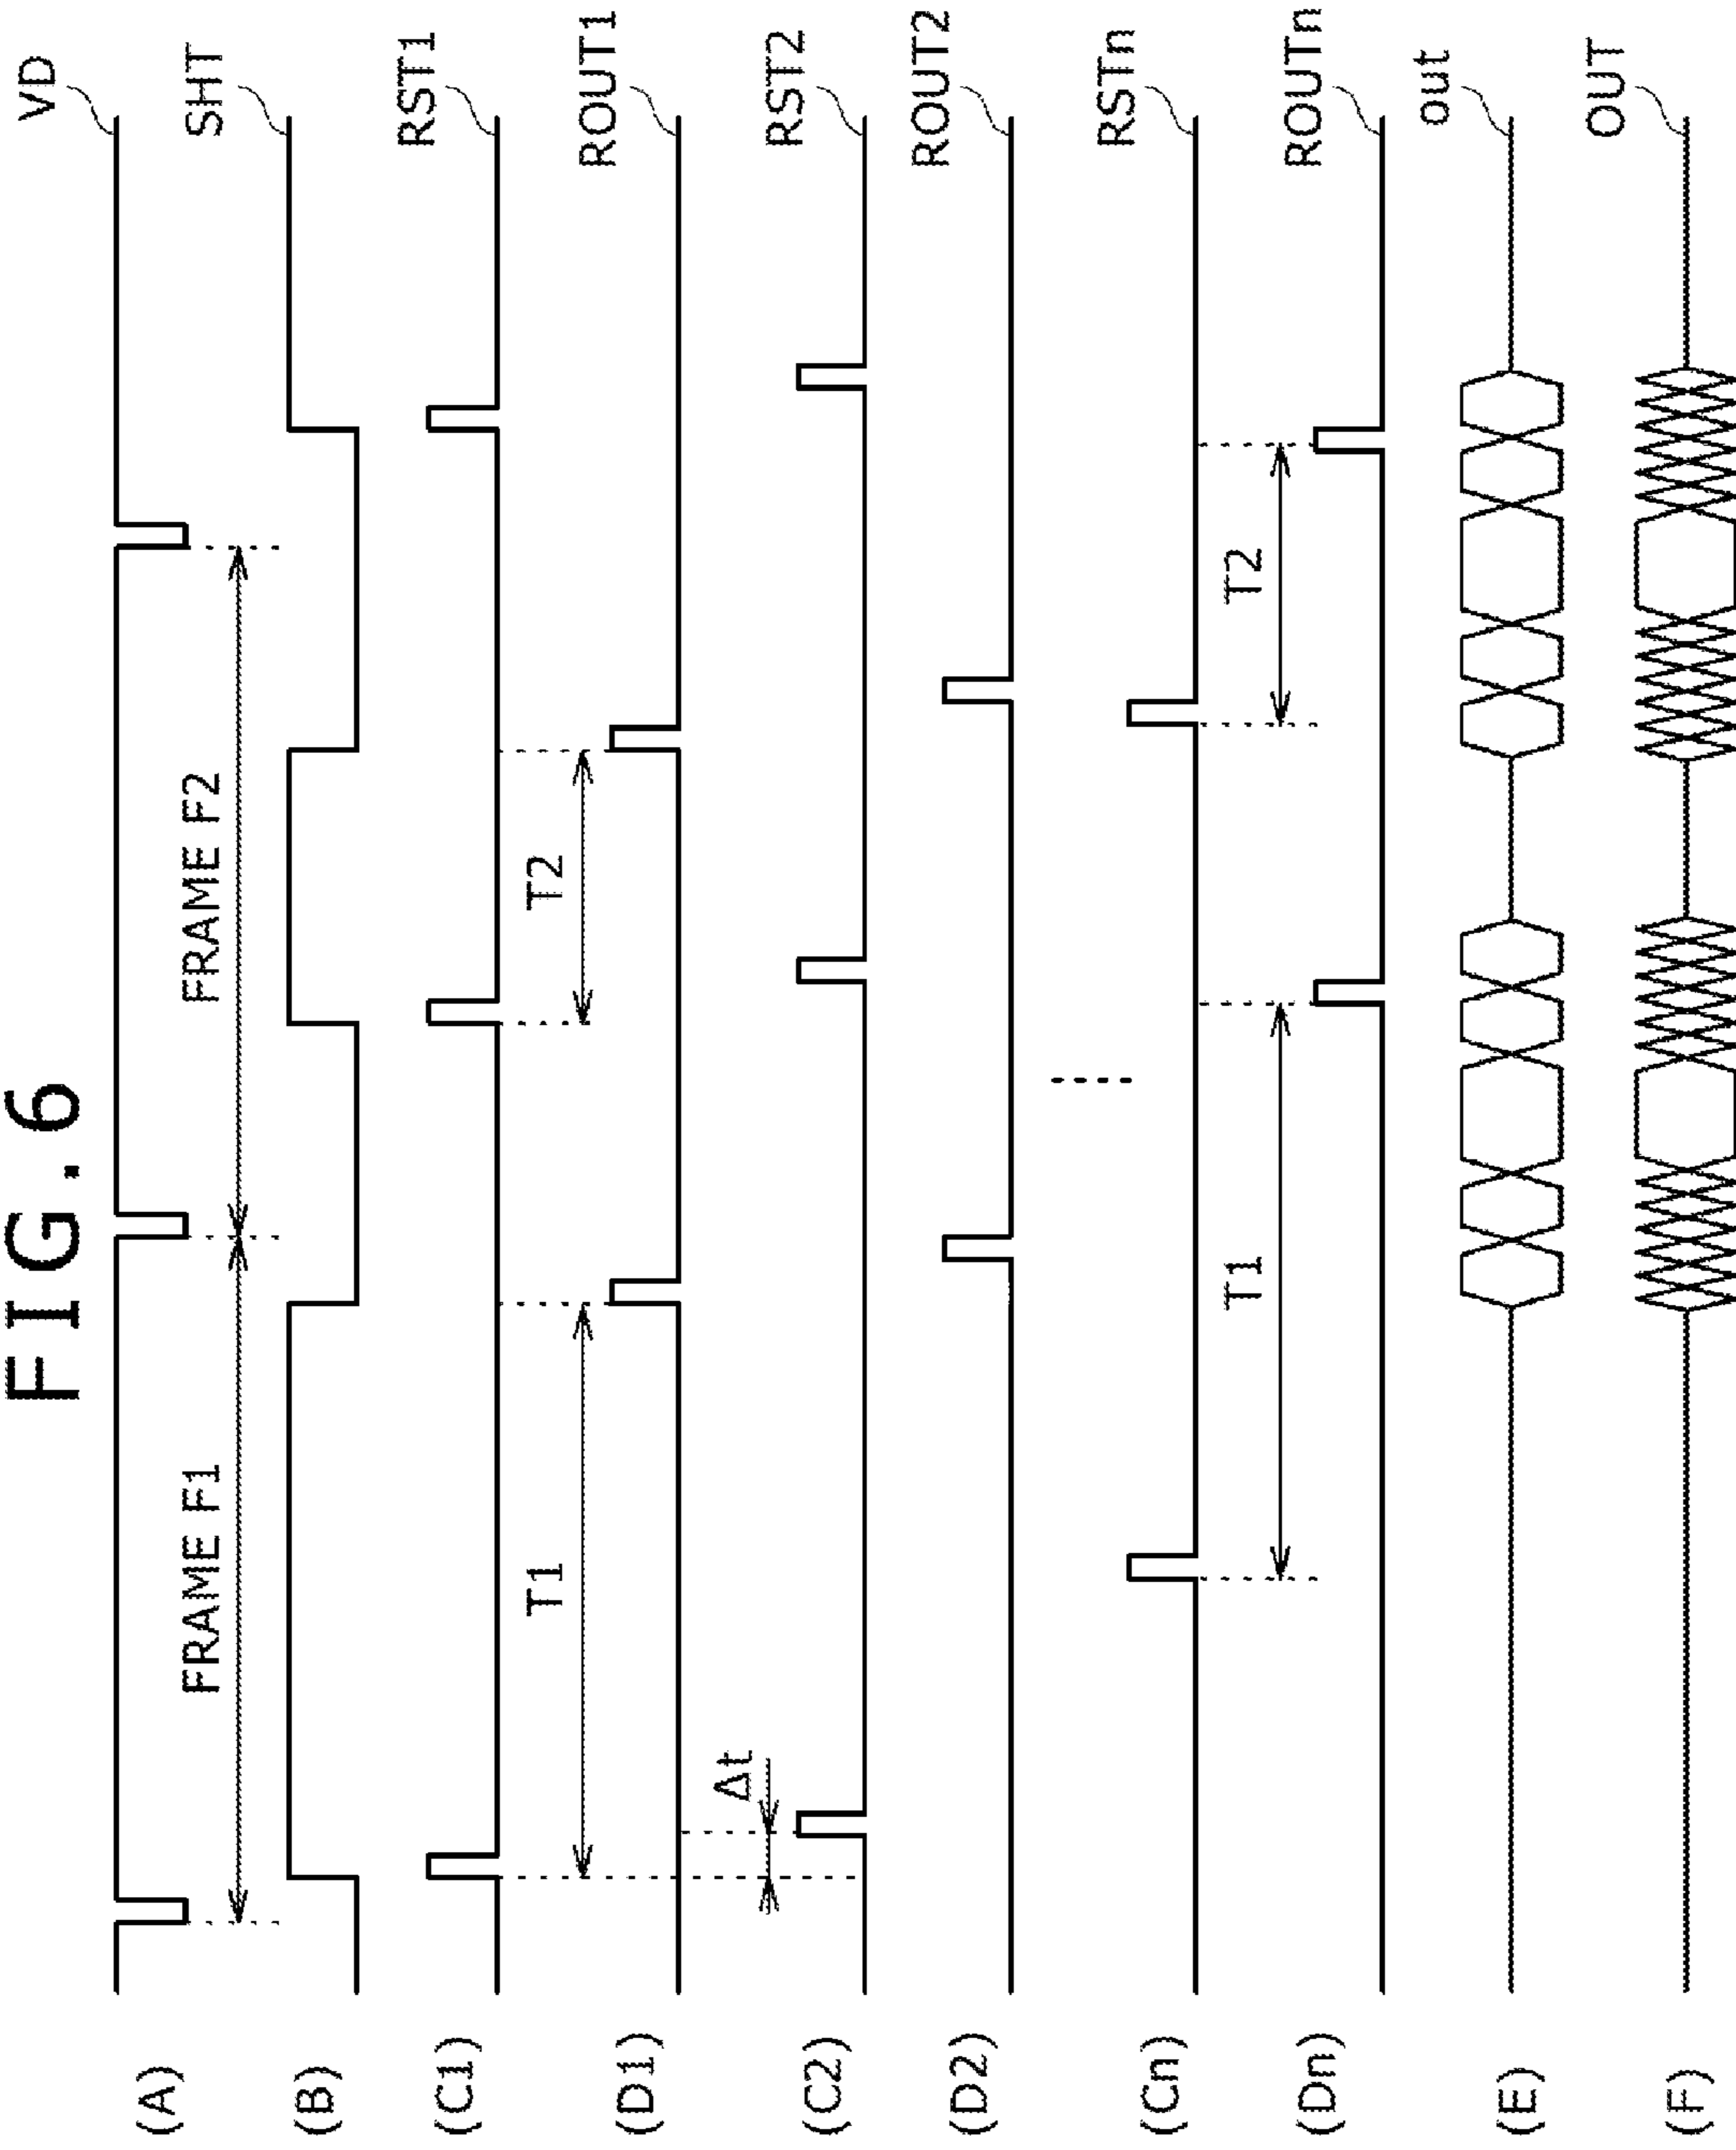 FIG.6
(A)
VD
FRAME F1
FRAME F2
(B)
SHT
(C1)
RST1
T1
T2
(D1)
ROUT1
Δt
(C2)
RST2
(D2)
ROUT2
(Cn)
RSTn
T1
T2
(Dn)
ROUTn
(E)
out
(F)
OUT